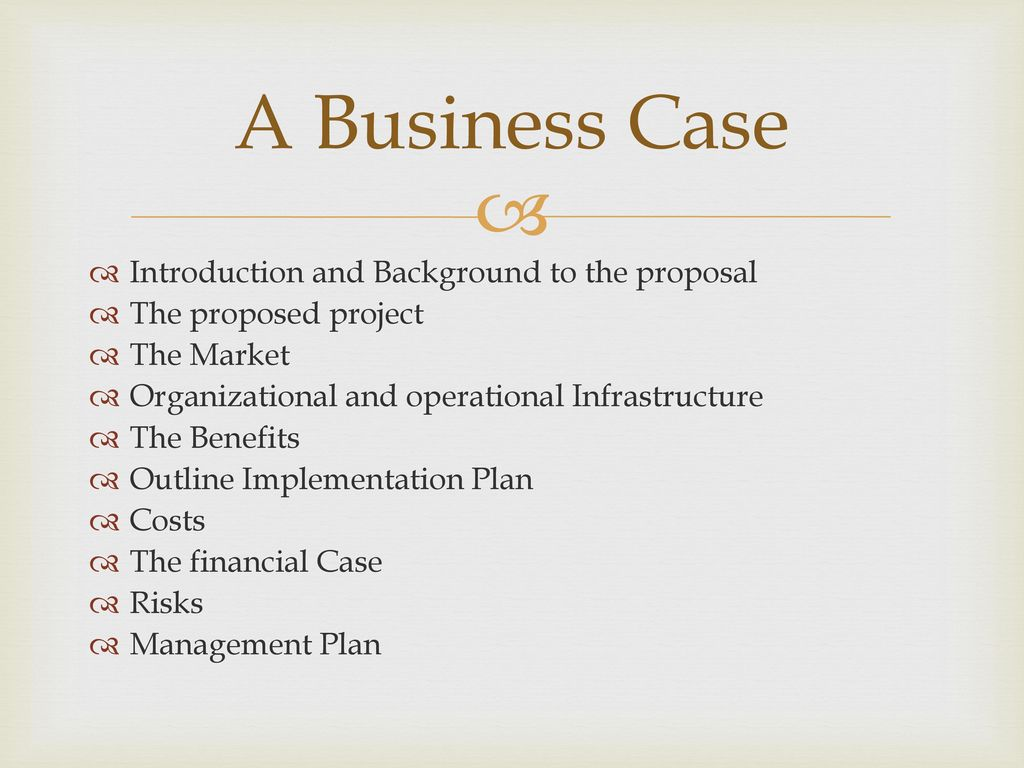 A Business Case
Introduction and Background to the proposal
The proposed project
The Market
Organizational and operational Infrastructure
The Benefits
Outline Implementation Plan
Costs
The financial Case
Risks
Management Plan